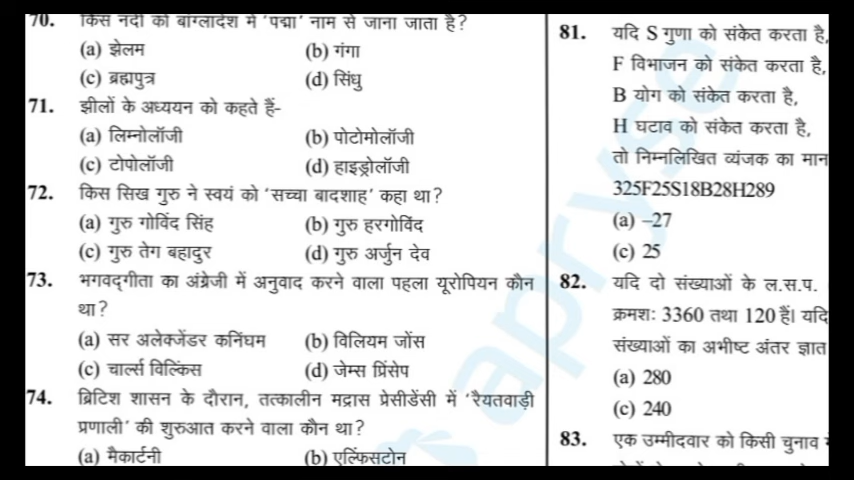 70. किस नदी को बांग्लादेश में ‘पद्मा’ नाम से जाना जाता है?
(a) झेलम (b) गंगा
(c) ब्रह्मपुत्र (d) सिंधु
71. झीलों के अध्ययन को कहते हैं-
(a) लिम्नोलॉजी (b) पोटोमोलॉजी
(c) टोपोलॉजी (d) हाइड्रोलॉजी
72. किस सिख गुरु ने स्वयं को ‘सच्चा बादशाह’ कहा था?
(a) गुरु गोविंद सिंह (b) गुरु हरगोविंद
(c) गुरु तेग बहादुर (d) गुरु अर्जुन देव
73. भगवद्गीता का अंग्रेजी में अनुवाद करने वाला पहला यूरोपियन कौन
था?
(a) सर अलेक्जेंडर कनिंघम (b) विलियम जोंस
(c) चार्ल्स विल्किंस (d) जेम्स प्रिंसेप
74. ब्रिटिश शासन के दौरान, तत्कालीन मद्रास प्रेसीडेंसी में ‘रैयतवाड़ी
प्रणाली’ की शुरुआत करने वाला कौन था?
(a) मैकार्टनी (b) एल्फिंसटोन
81. यदि S गुणा को संकेत करता है,
F विभाजन को संकेत करता है,
B योग को संकेत करता है,
H घटाव को संकेत करता है,
तो निम्नलिखित व्यंजक का मान
325F25S18B28H289
(a) –27
(c) 25
82. यदि दो संख्याओं के ल.स.प.
क्रमशः 3360 तथा 120 हैं। यदि
संख्याओं का अभीष्ट अंतर ज्ञात
(a) 280
(c) 240
83. एक उम्मीदवार को किसी चुनाव
apryse